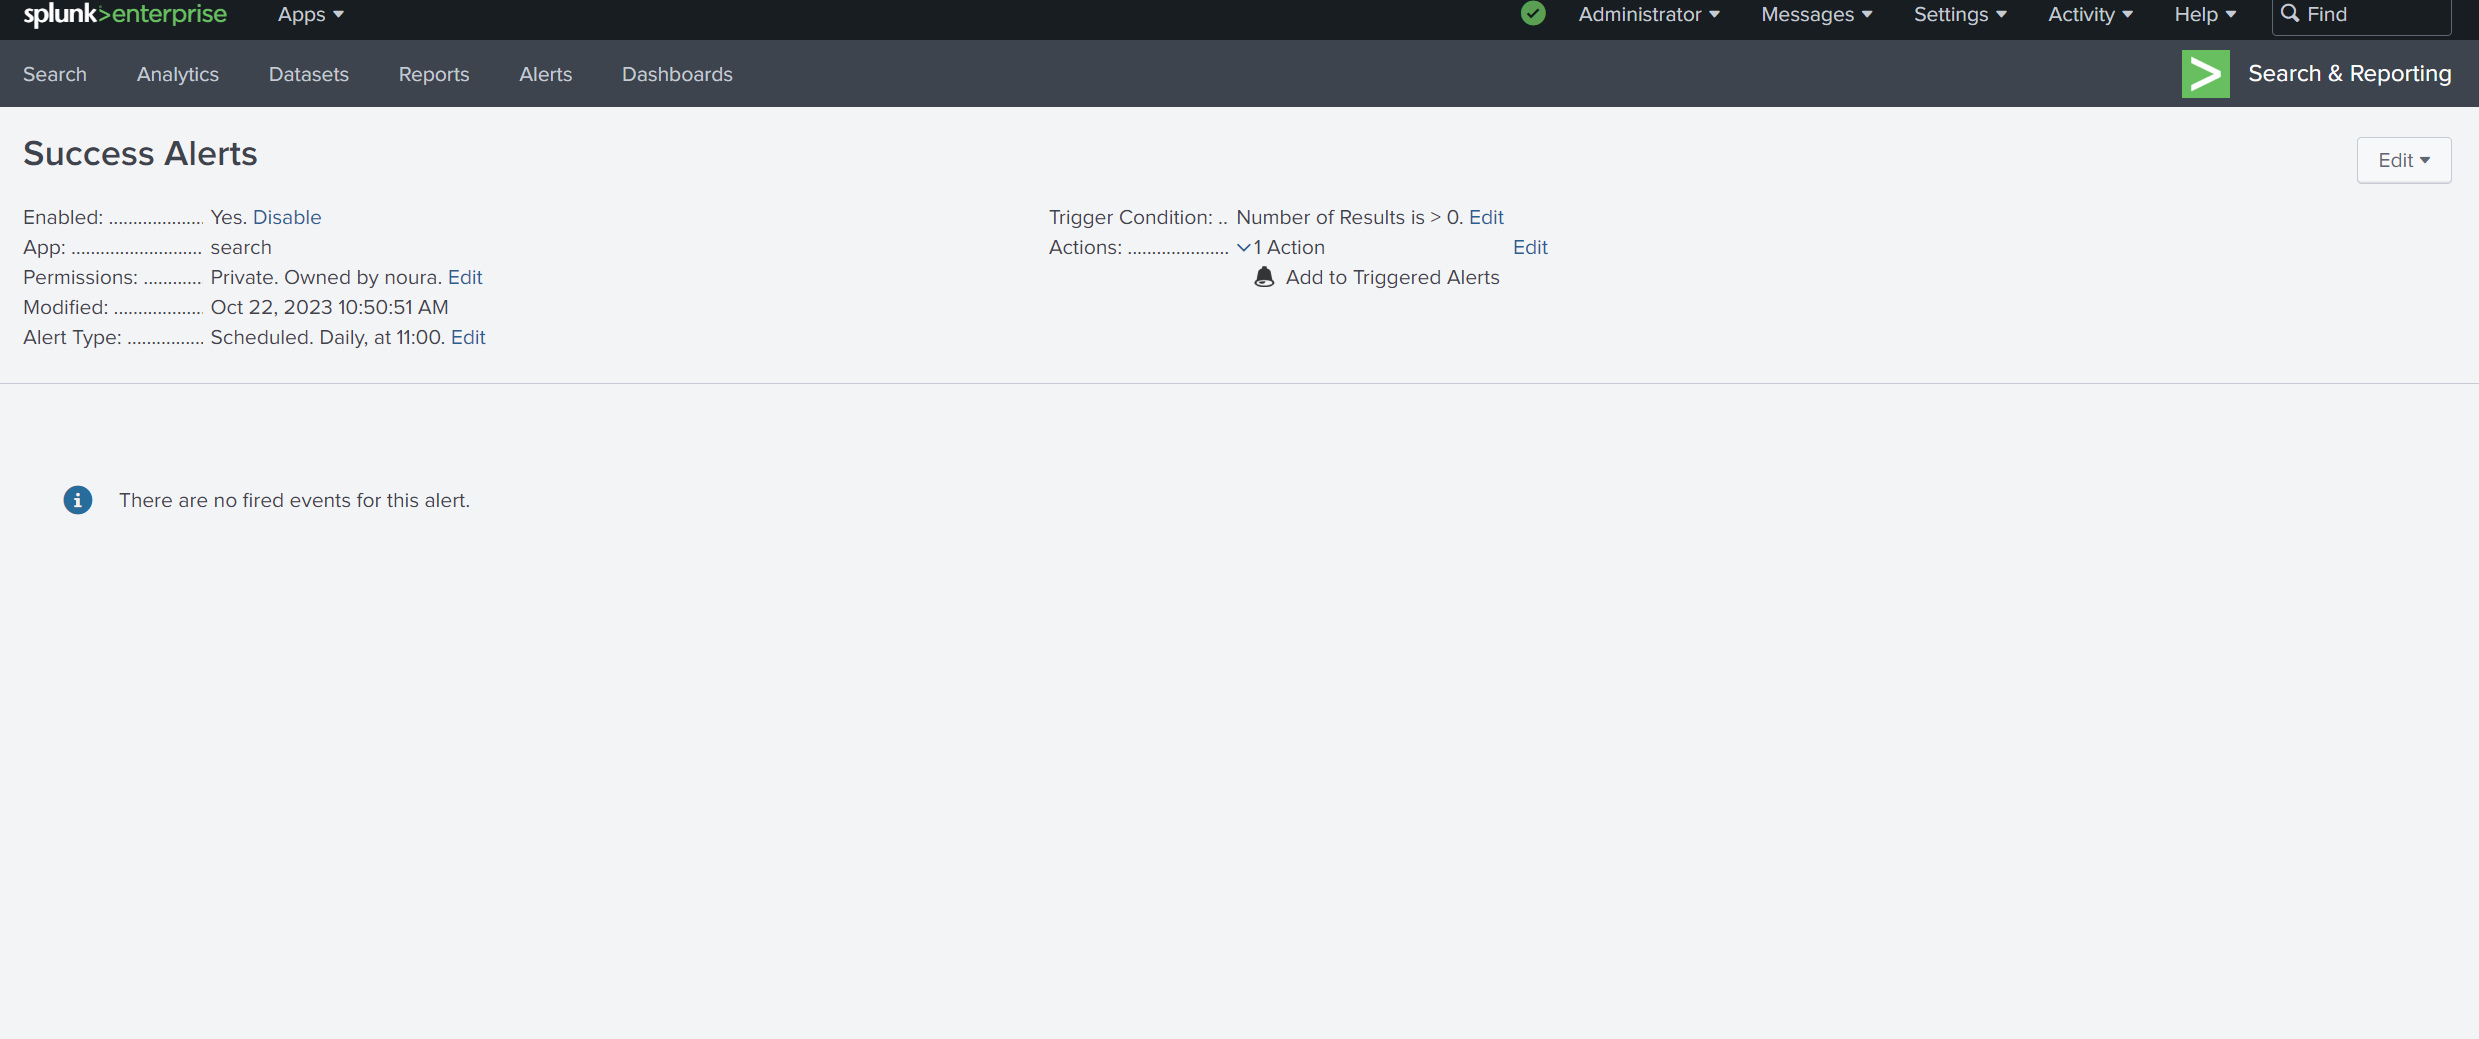 splunk>enterprise Apps Administrator Messages Settings Activity Help Find
Search Analytics Datasets Reports Alerts Dashboards Search & Reporting
Success Alerts
Edit
Enabled: ................... Yes. Disable
App: ........................... search
Permissions: ............ Private. Owned by noura. Edit
Modified: .................. Oct 22, 2023 10:50:51 AM
Alert Type: ................ Scheduled. Daily, at 11:00. Edit
Trigger Condition: .. Number of Results is > 0. Edit
Actions: ..................... 1 Action Edit
Add to Triggered Alerts
There are no fired events for this alert.